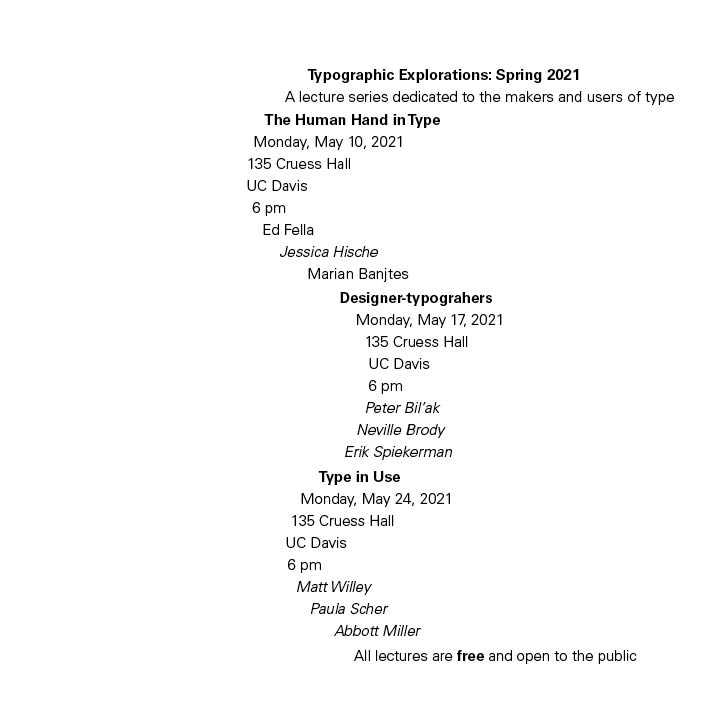 Typographic Explorations: Spring 2021
A lecture series dedicated to the makers and users of type
The Human Hand in Type
Monday, May 10, 2021
135 Cruess Hall
UC Davis
6 pm
Ed Fella
Jessica Hische
Marian Banjtes
Designer-typograhers
Monday, May 17, 2021
135 Cruess Hall
UC Davis
6 pm
Peter Bil’ak
Neville Brody
Erik Spiekerman
Type in Use
Monday, May 24, 2021
135 Cruess Hall
UC Davis
6 pm
Matt Willey
Paula Scher
Abbott Miller
All lectures are free and open to the public